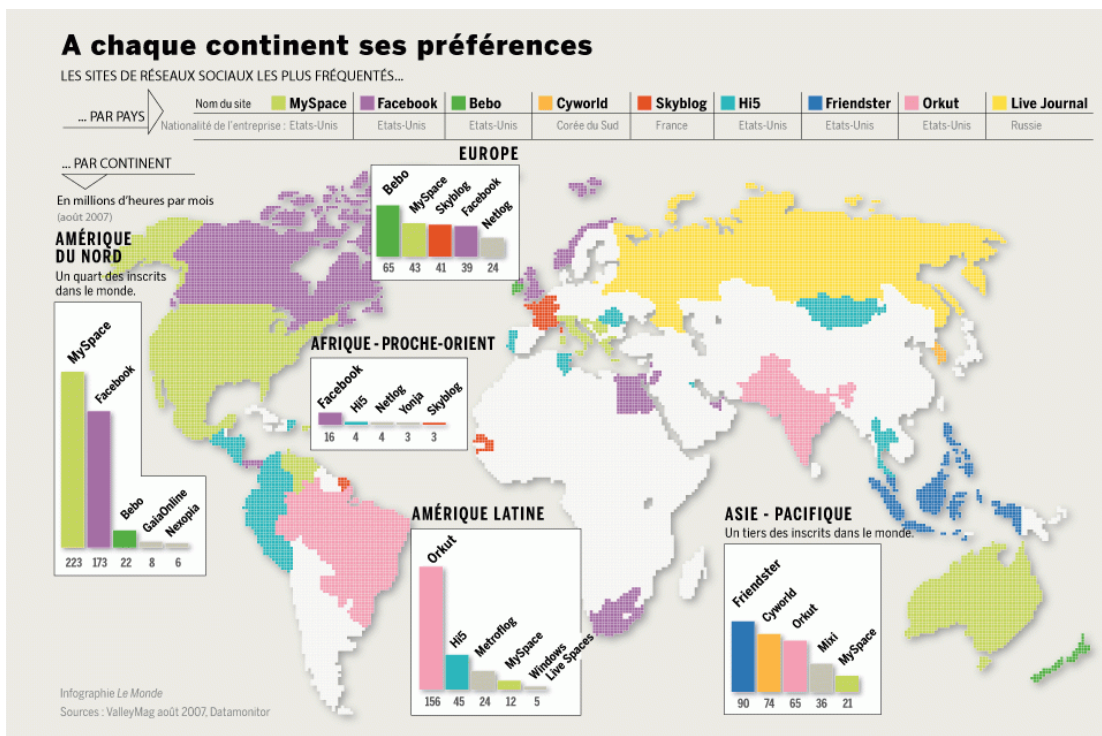 A chaque continent ses préférences
LES SITES DE RÉSEAUX SOCIAUX LES PLUS FRÉQUENTÉS...
... PAR PAYS
Nom du site MySpace Facebook Bebo Cyworld Skyblog Hi5 Friendster Orkut Live Journal
Nationalité de l'entreprise : Etats-Unis Etats-Unis Etats-Unis Corée du Sud France Etats-Unis Etats-Unis Etats-Unis Russie
... PAR CONTINENT
En millions d'heures par mois
(août 2007)
AMÉRIQUE
DU NORD
Un quart des inscrits
dans le monde.
MySpace
Facebook
Bebo
GaiaOnline
Nexopia
223 173 22 8 6
EUROPE
Bebo
MySpace
Skyblog
Facebook
Netlog
65 43 41 39 24
AFRIQUE - PROCHE-ORIENT
Facebook
Hi5
Netlog
Yonja
Skyblog
16 4 4 3 3
AMÉRIQUE LATINE
Orkut
Hi5
Metroflog
MySpace
Windows
Live Spaces
156 45 24 12 5
ASIE - PACIFIQUE
Un tiers des inscrits dans le monde.
Friendster
Cyworld
Orkut
Mixi
MySpace
90 74 65 36 21
Infographie Le Monde
Sources : ValleyMag août 2007, Datamonitor